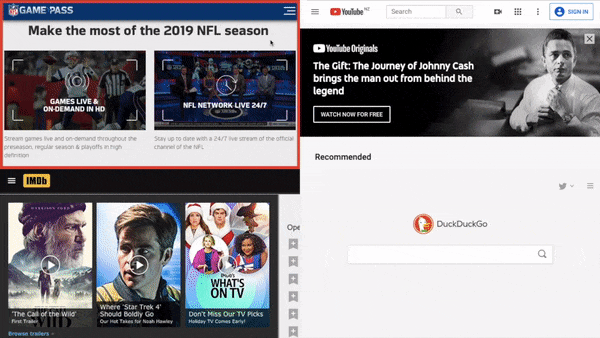 NFL GAME PASS
Make the most of the 2019 NFL season
GAMES LIVE &
ON-DEMAND IN HD
NFL NETWORK LIVE 24/7
Stream games live and on-demand throughout the
preseason, regular season & playoffs in high
definition
Stay up to date with a 24/7 live stream of the official
channel of the NFL
IMDb
'The Call of the Wild'
First Trailer
Where 'Star Trek 4'
Should Boldly Go
Our Hot Takes for Noah Hawley
IMDb's
WHAT'S
ON TV
Don't Miss Our TV Picks
Holiday TV Comes Early!
Browse trailers
Ope
YouTube NZ
Search
SIGN IN
YouTube Originals
The Gift: The Journey of Johnny Cash
brings the man out from behind the
legend
WATCH NOW FOR FREE
Recommended
DuckDuckGo